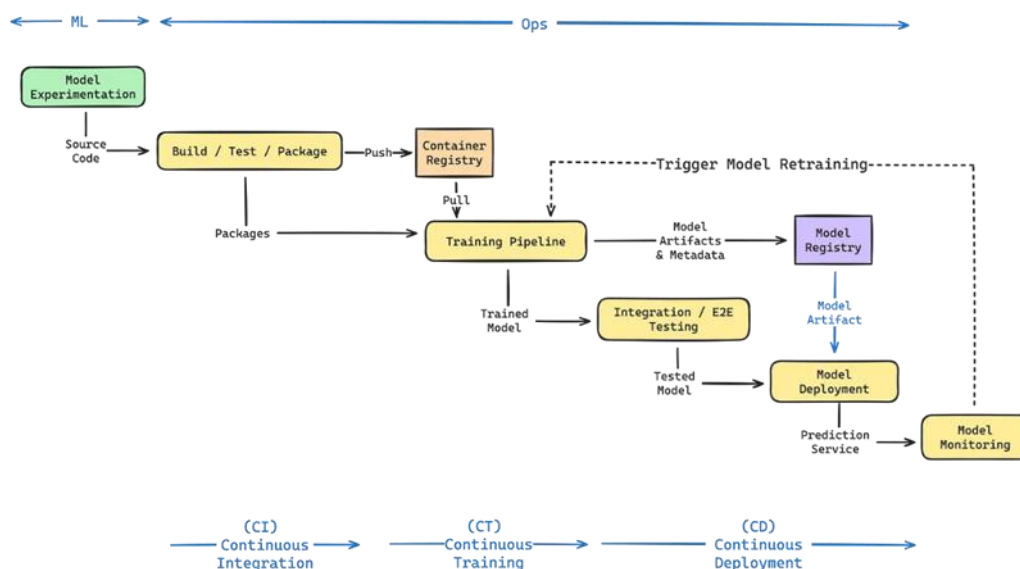 ML
Ops
Model
Experimentation
Source
Code
Build / Test / Package
Push
Container
Registry
Trigger Model Retraining
Pull
Packages
Training Pipeline
Model
Artifacts
& Metadata
Model
Registry
Trained
Model
Integration / E2E
Testing
Model
Artifact
Tested
Model
Model
Deployment
Prediction
Service
Model
Monitoring
(CI)
Continuous
Integration
(CT)
Continuous
Training
(CD)
Continuous
Deployment